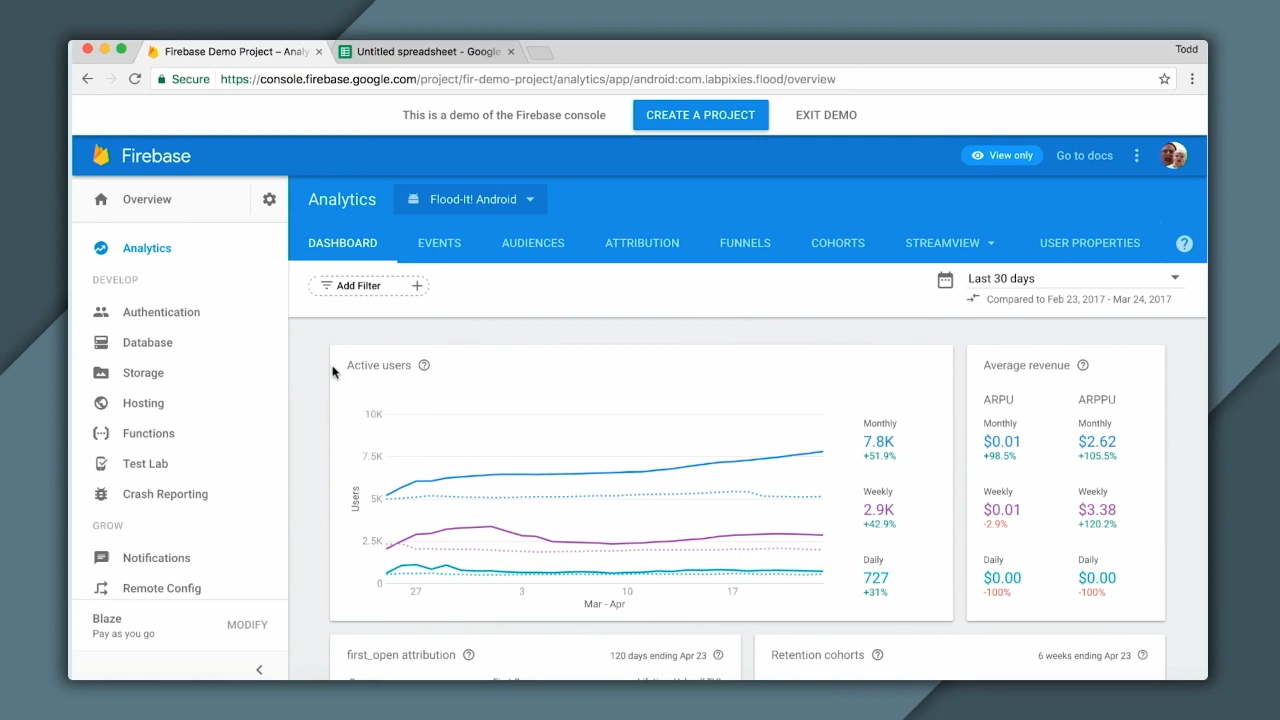 Firebase Demo Project – Analy
Untitled spreadsheet - Google
Todd
Secure https://console.firebase.google.com/project/fir-demo-project/analytics/app/android:com.labpixies.flood/overview
This is a demo of the Firebase console CREATE A PROJECT EXIT DEMO
Firebase
View only Go to docs
Overview
Analytics
DEVELOP
Authentication
Database
Storage
Hosting
Functions
Test Lab
Crash Reporting
GROW
Notifications
Remote Config
Blaze
Pay as you go
MODIFY
Analytics Flood-It! Android
DASHBOARD EVENTS AUDIENCES ATTRIBUTION FUNNELS COHORTS STREAMVIEW USER PROPERTIES
Add Filter
Last 30 days
Compared to Feb 23, 2017 - Mar 24, 2017
Active users
10K
7.5K
5K
2.5K
0
Users
27 3 10 17
Mar - Apr
Monthly
7.8K
+51.9%
Weekly
2.9K
+42.9%
Daily
727
+31%
Average revenue
ARPU ARPPU
Monthly Monthly
$0.01 $2.62
+98.5% +105.5%
Weekly Weekly
$0.01 $3.38
-2.9% +120.2%
Daily Daily
$0.00 $0.00
-100% -100%
first_open attribution 120 days ending Apr 23
Retention cohorts 6 weeks ending Apr 23